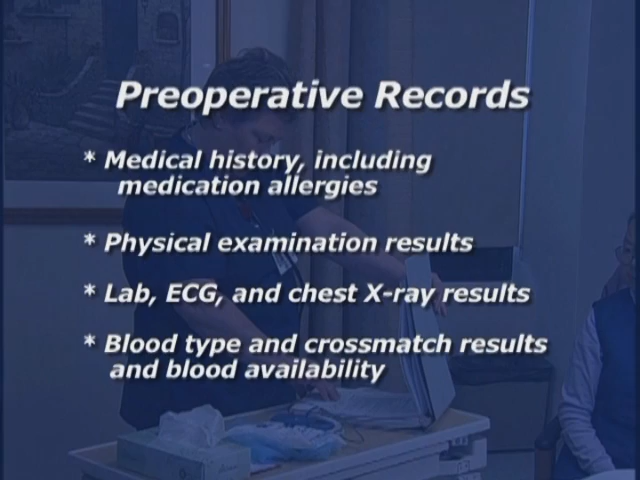 Preoperative Records
* Medical history, including
medication allergies
* Physical examination results
* Lab, ECG, and chest X-ray results
* Blood type and crossmatch results
and blood availability